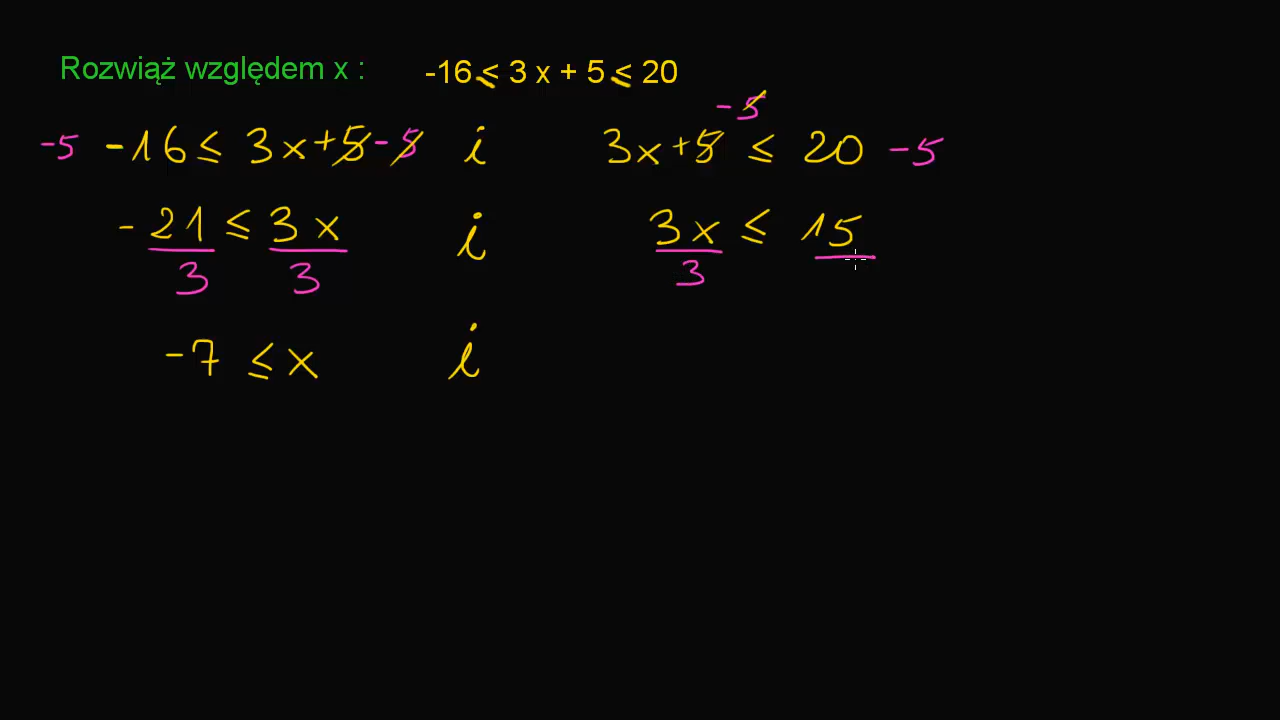 Rozwiąż względem x : -16 ≤ 3 x + 5 ≤ 20
-5 -16 ≤ 3x+5-5 i 3x+5-5 ≤ 20 -5
-21/3 ≤ 3x/3 i 3x/3 ≤ 15
-7 ≤ x i